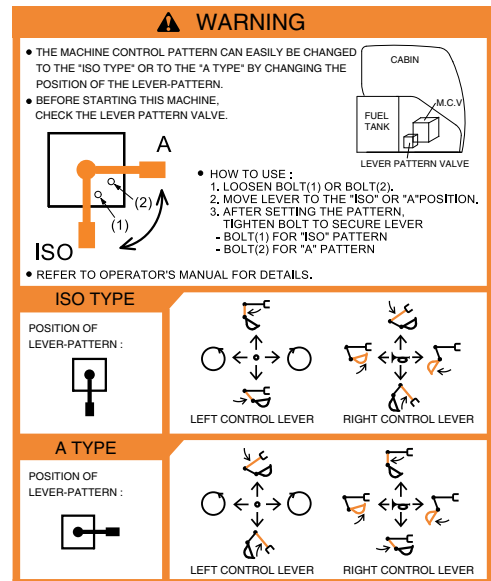 WARNING
• THE MACHINE CONTROL PATTERN CAN EASILY BE CHANGED
TO THE "ISO TYPE" OR TO THE "A TYPE" BY CHANGING THE
POSITION OF THE LEVER-PATTERN.
• BEFORE STARTING THIS MACHINE,
CHECK THE LEVER PATTERN VALVE.
CABIN
M.C.V
FUEL
TANK
LEVER PATTERN VALVE
A
(2)
(1)
ISO
• HOW TO USE :
1. LOOSEN BOLT(1) OR BOLT(2).
2. MOVE LEVER TO THE "ISO" OR "A"POSITION.
3. AFTER SETTING THE PATTERN,
TIGHTEN BOLT TO SECURE LEVER
- BOLT(1) FOR "ISO" PATTERN
- BOLT(2) FOR "A" PATTERN
• REFER TO OPERATOR'S MANUAL FOR DETAILS.
ISO TYPE
POSITION OF
LEVER-PATTERN :
LEFT CONTROL LEVER
RIGHT CONTROL LEVER
A TYPE
POSITION OF
LEVER-PATTERN :
LEFT CONTROL LEVER
RIGHT CONTROL LEVER